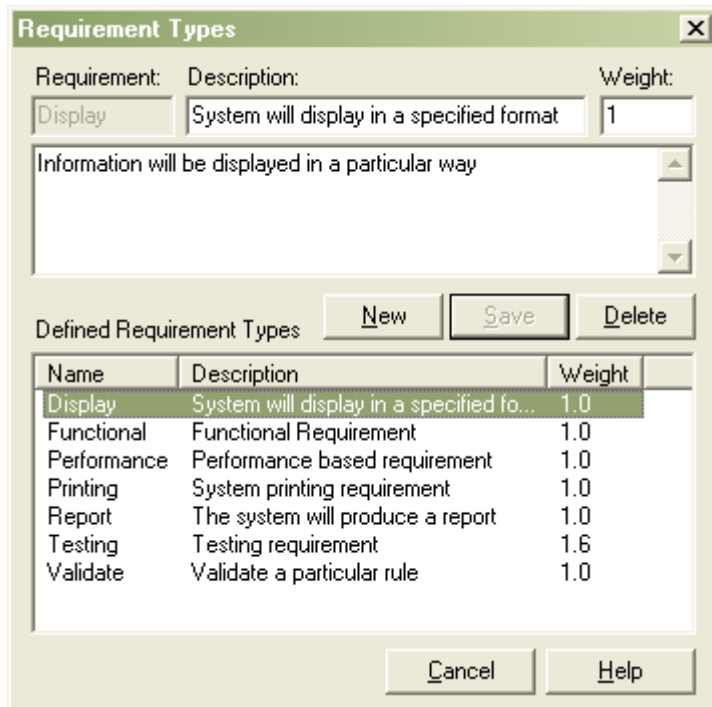 Requirement Types
Requirement: Description: Weight:
Display System will display in a specified format 1
Information will be displayed in a particular way
Defined Requirement Types New Save Delete
Name Description Weight
Display System will display in a specified fo... 1.0
Functional Functional Requirement 1.0
Performance Performance based requirement 1.0
Printing System printing requirement 1.0
Report The system will produce a report 1.0
Testing Testing requirement 1.6
Validate Validate a particular rule 1.0
Cancel Help